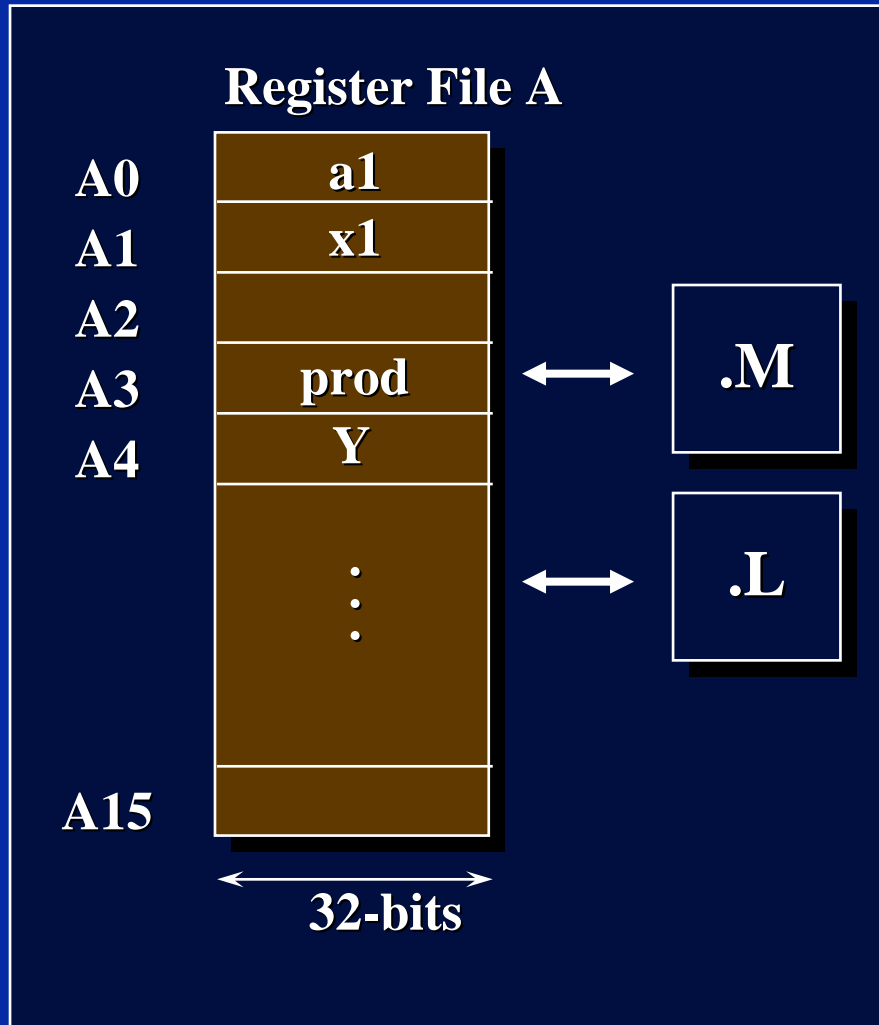 Register File A
A0 a1
A1 x1
A2
A3 prod
A4 Y
.M
.L
A15
32-bits